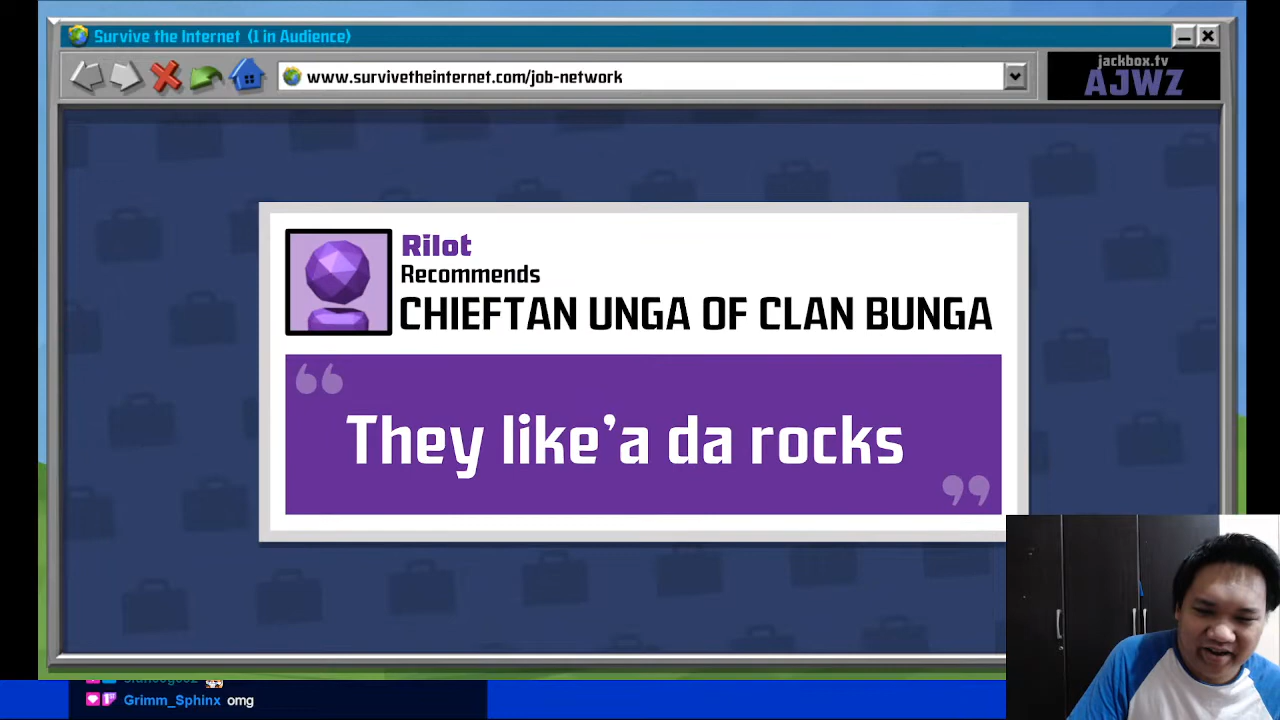 Survive the Internet (1 in Audience)
www.survivetheinternet.com/job-network
jackbox.tv
AJWZ
Rilot
Recommends
CHIEFTAN UNGA OF CLAN BUNGA
“ They like’a da rocks ”
Grimm_Sphinx omg